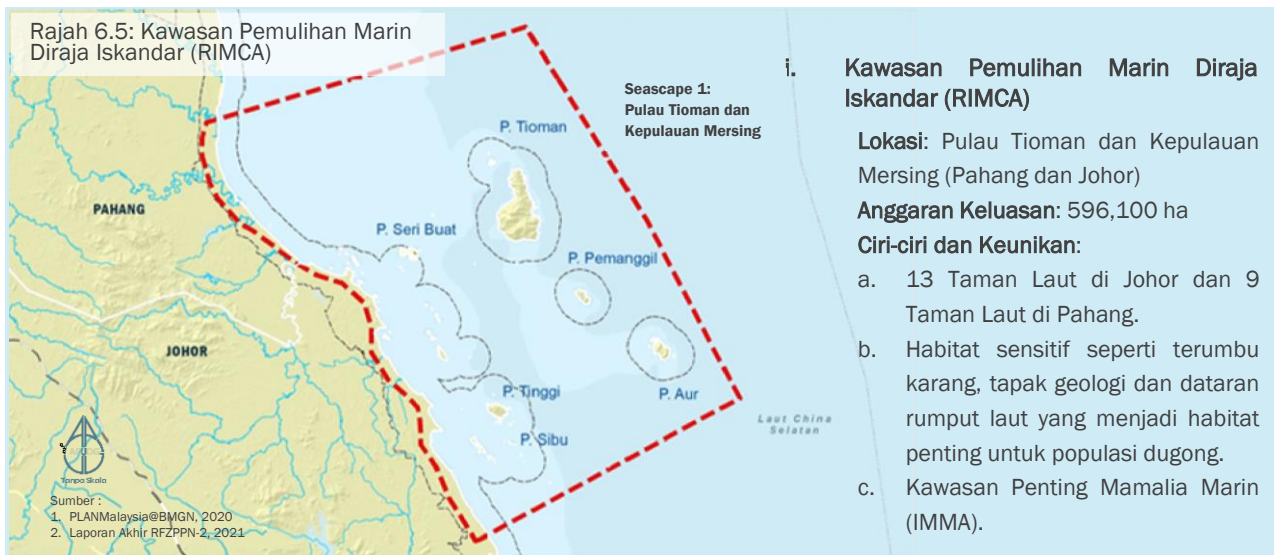 Rajah 6.5: Kawasan Pemulihan Marin
Diraja Iskandar (RIMCA)
Seascape 1:
Pulau Tioman dan
Kepulauan Mersing
P. Tioman
PAHANG
P. Seri Buat
P. Pemanggil
JOHOR
P. Tinggi
P. Aur
P. Sibu
Laut China
Selatan
Tanpa Skala
Sumber :
1. PLANMalaysia@BMGN, 2020
2. Laporan Akhir RFZPPN-2, 2021
i. Kawasan Pemulihan Marin Diraja
Iskandar (RIMCA)
Lokasi: Pulau Tioman dan Kepulauan
Mersing (Pahang dan Johor)
Anggaran Keluasan: 596,100 ha
Ciri-ciri dan Keunikan:
a. 13 Taman Laut di Johor dan 9
Taman Laut di Pahang.
b. Habitat sensitif seperti terumbu
karang, tapak geologi dan dataran
rumput laut yang menjadi habitat
penting untuk populasi dugong.
c. Kawasan Penting Mamalia Marin
(IMMA).